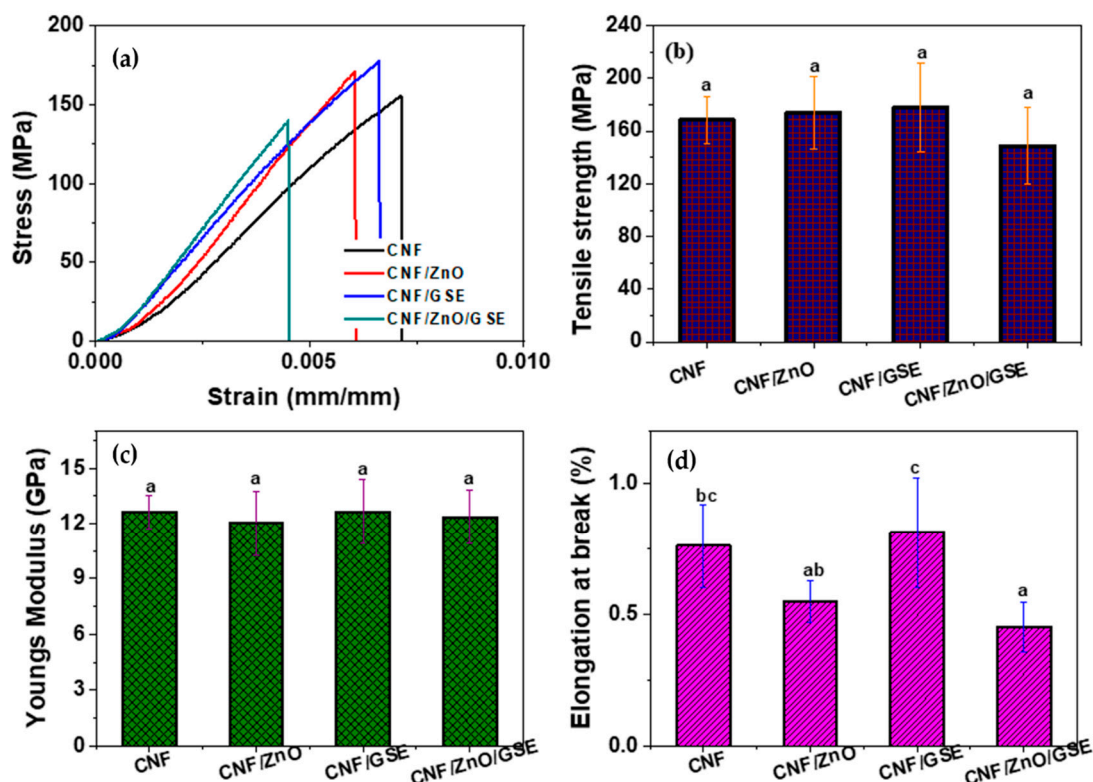 (a)
Stress (MPa)
200
150
100
50
0
0.000
0.005
0.010
Strain (mm/mm)
CNF
CNF/ZnO
CNF/GSE
CNF/ZnO/GSE
(b)
Tensile strength (MPa)
240
200
160
120
80
40
0
a
a
a
a
CNF
CNF/ZnO
CNF/GSE
CNF/ZnO/GSE
(c)
Youngs Modulus (GPa)
15
12
9
6
3
0
a
a
a
a
CNF
CNF/ZnO
CNF/GSE
CNF/ZnO/GSE
(d)
Elongation at break (%)
1.0
0.5
0.0
bc
ab
c
a
CNF
CNF/ZnO
CNF/GSE
CNF/ZnO/GSE